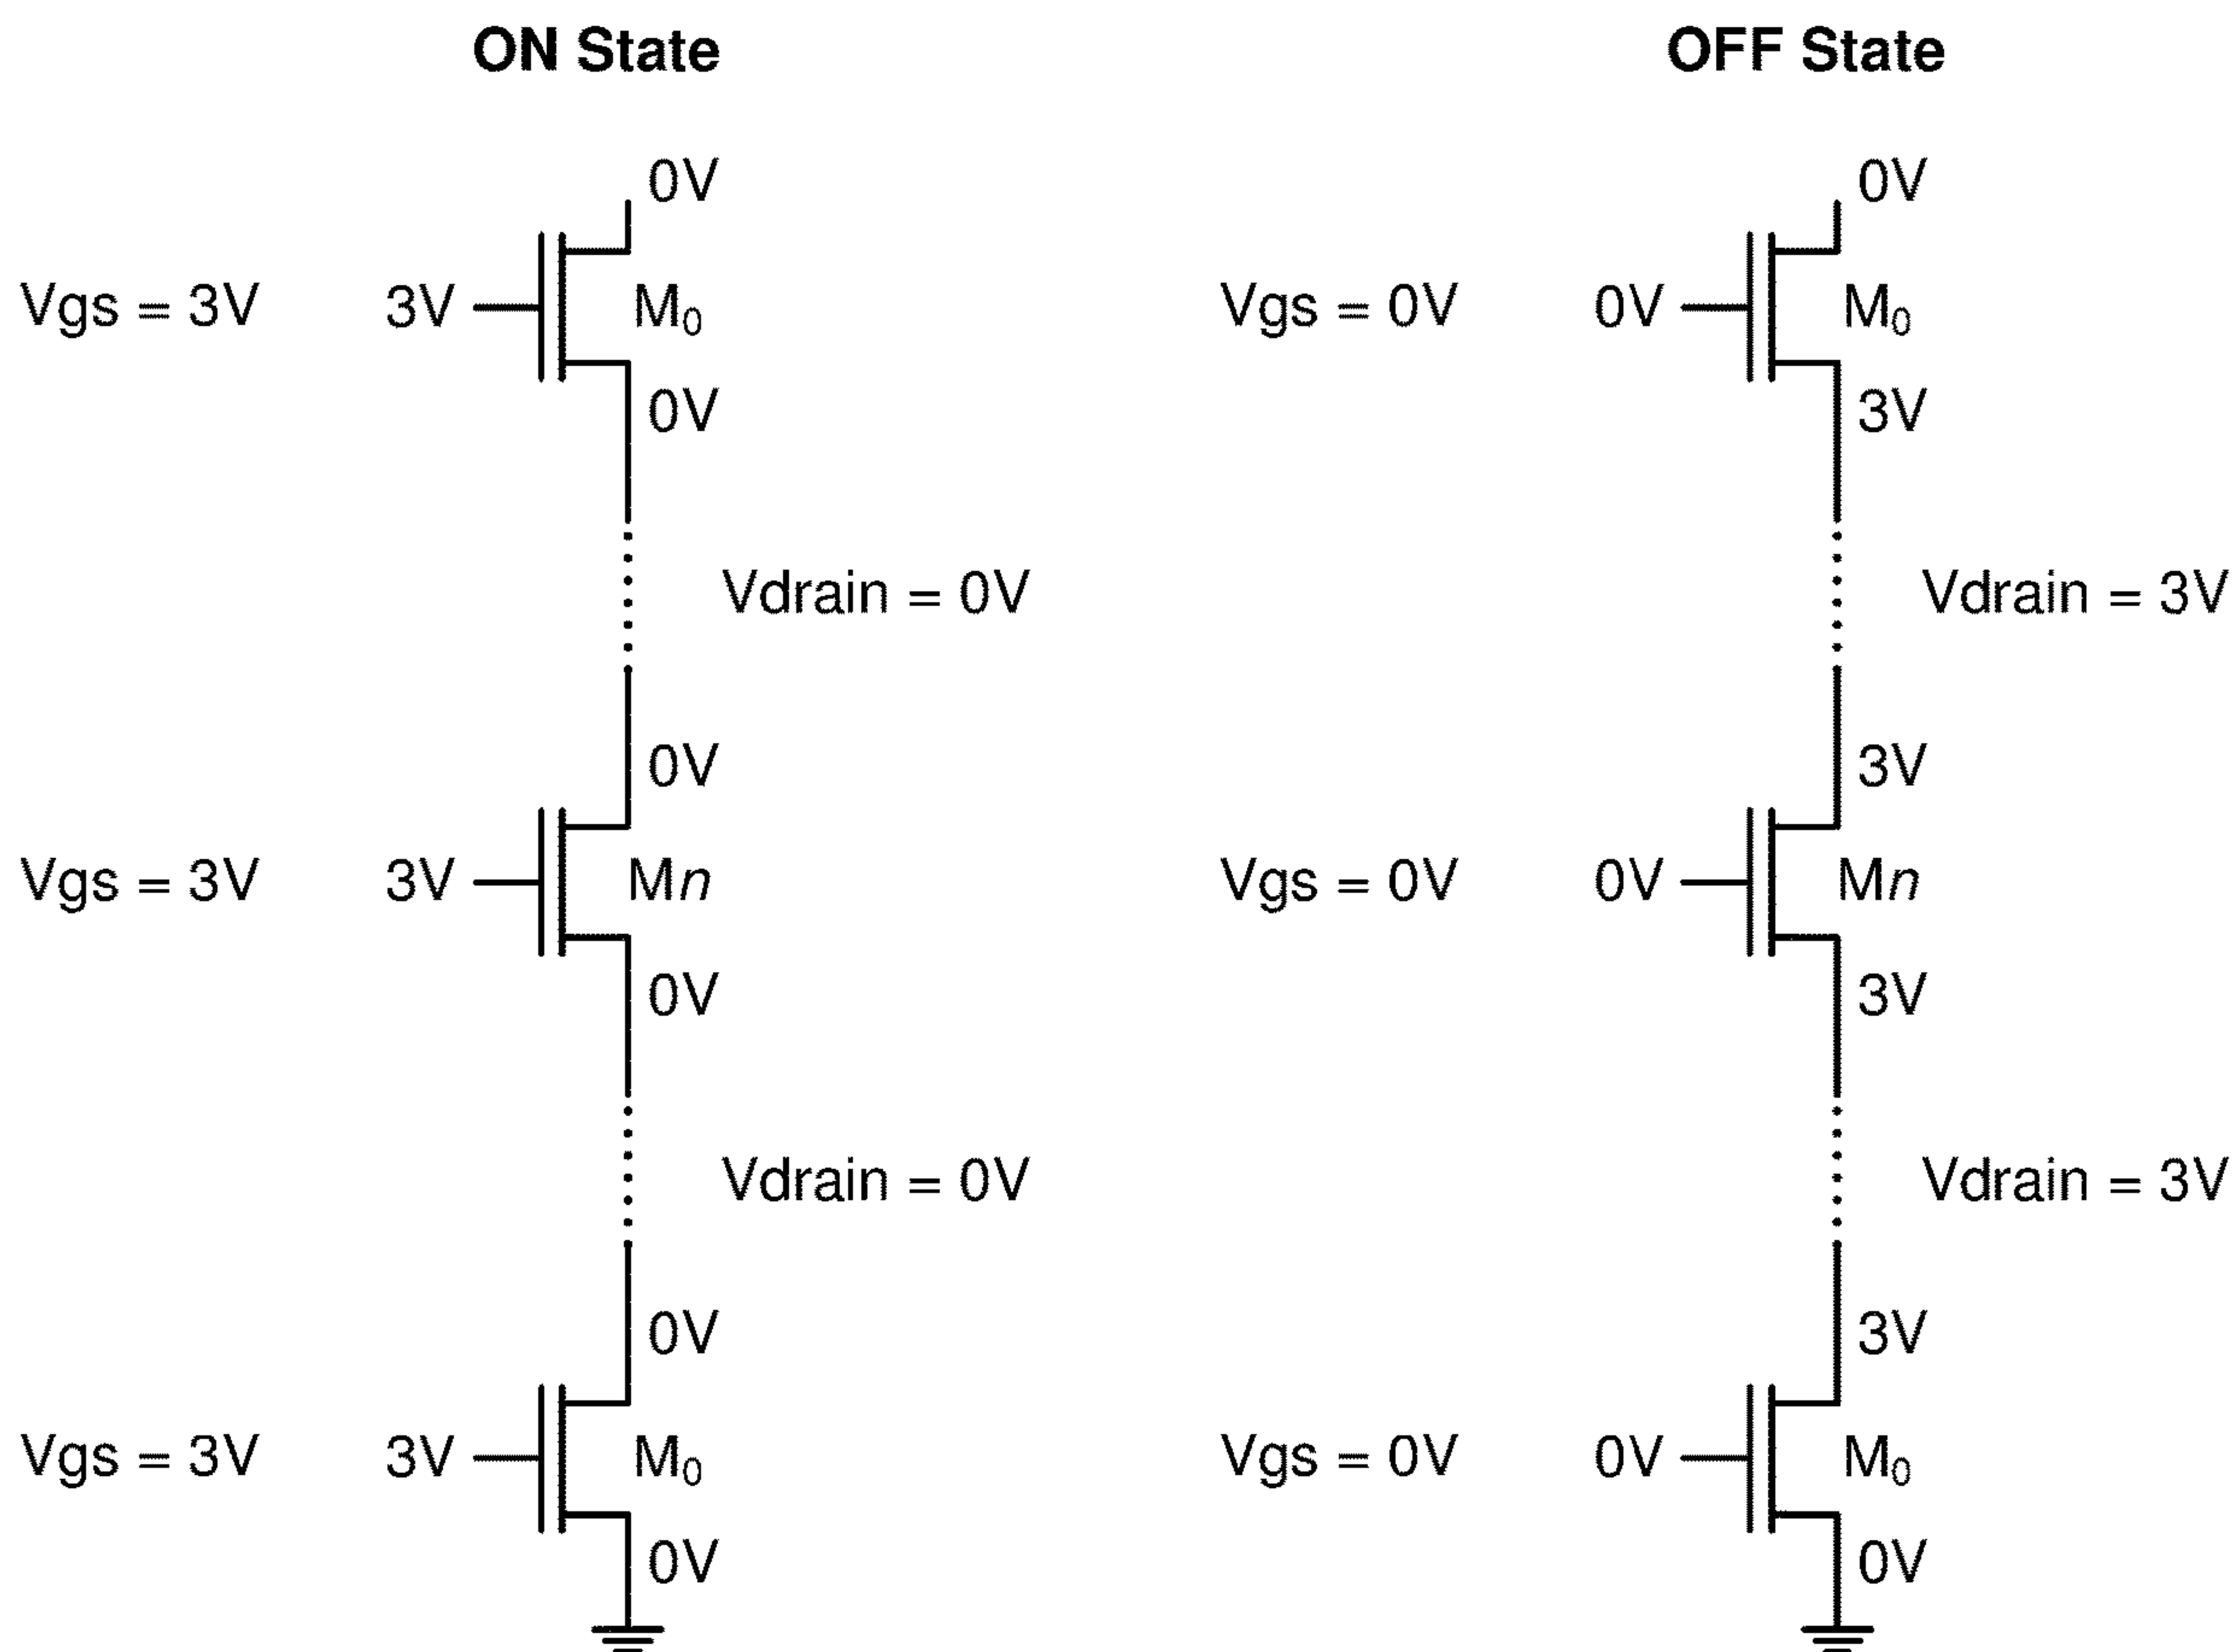 ON State
0V
Vgs = 3V 3V M₀
0V
Vdrain = 0V
0V
Vgs = 3V 3V Mn
0V
Vdrain = 0V
0V
Vgs = 3V 3V M₀
0V
OFF State
0V
Vgs = 0V 0V M₀
3V
Vdrain = 3V
3V
Vgs = 0V 0V Mn
3V
Vdrain = 3V
3V
Vgs = 0V 0V M₀
0V